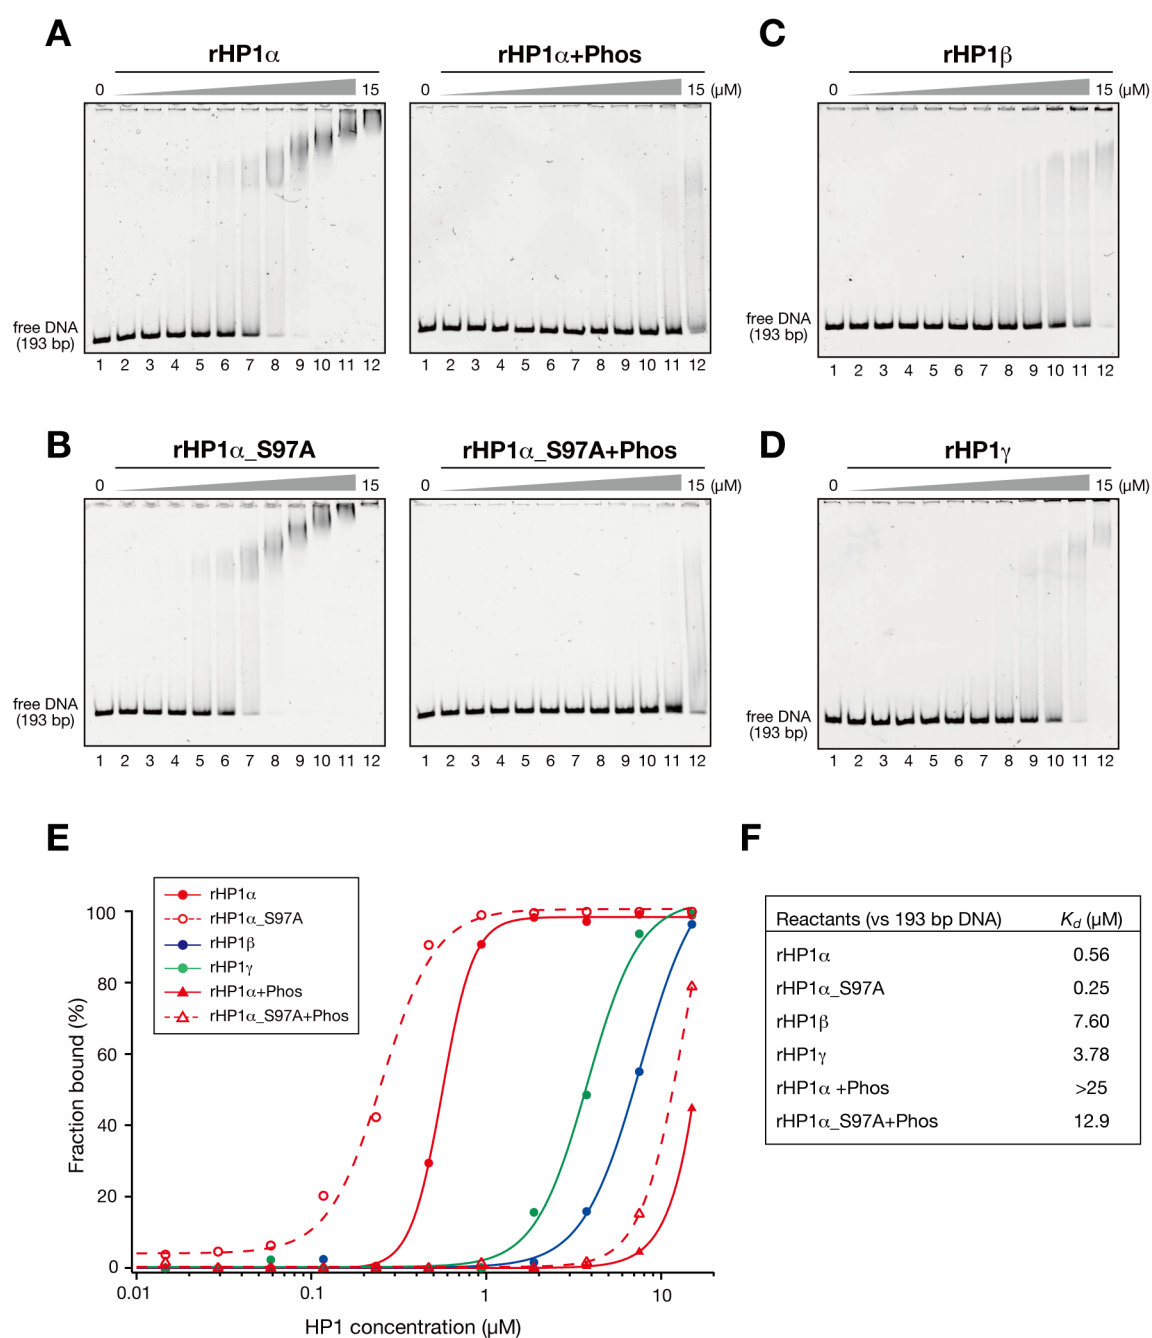 A
rHP1α
0
15
rHP1α+Phos
0
15 (μM)
free DNA
(193 bp)
1 2 3 4 5 6 7 8 9 10 11 12
1 2 3 4 5 6 7 8 9 10 11 12
C
rHP1β
0
15 (μM)
free DNA
(193 bp)
1 2 3 4 5 6 7 8 9 10 11 12
B
rHP1α_S97A
0
15
rHP1α_S97A+Phos
0
15 (μM)
free DNA
(193 bp)
1 2 3 4 5 6 7 8 9 10 11 12
1 2 3 4 5 6 7 8 9 10 11 12
D
rHP1γ
0
15 (μM)
free DNA
(193 bp)
1 2 3 4 5 6 7 8 9 10 11 12
E
rHP1α
rHP1α_S97A
rHP1β
rHP1γ
rHP1α+Phos
rHP1α_S97A+Phos
Fraction bound (%)
100
80
60
40
20
0
0.01 0.1 1 10
HP1 concentration (μM)
F
Reactants (vs 193 bp DNA) Kd (μM)
rHP1α 0.56
rHP1α_S97A 0.25
rHP1β 7.60
rHP1γ 3.78
rHP1α +Phos >25
rHP1α_S97A+Phos 12.9